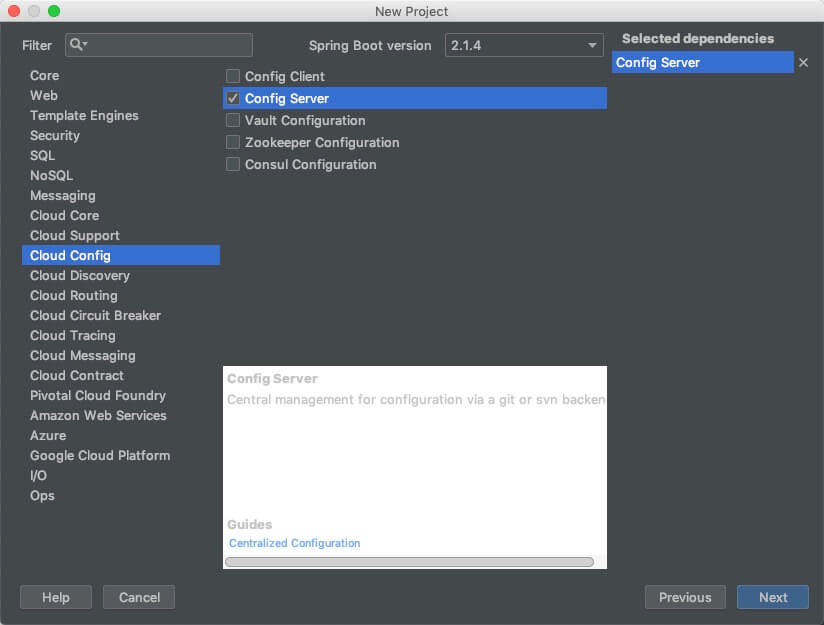 New Project
Filter
Spring Boot version
2.1.4
Selected dependencies
Config Server
Core
Web
Template Engines
Security
SQL
NoSQL
Messaging
Cloud Core
Cloud Support
Cloud Config
Cloud Discovery
Cloud Routing
Cloud Circuit Breaker
Cloud Tracing
Cloud Messaging
Cloud Contract
Pivotal Cloud Foundry
Amazon Web Services
Azure
Google Cloud Platform
I/O
Ops
Config Client
Config Server
Vault Configuration
Zookeeper Configuration
Consul Configuration
Config Server
Central management for configuration via a git or svn backen
Guides
Centralized Configuration
Help
Cancel
Previous
Next